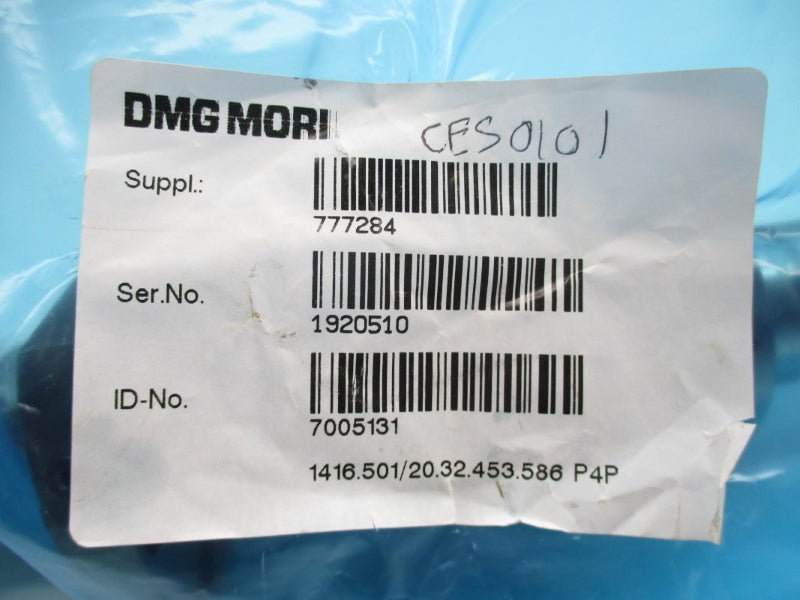 DMG MORI
CES0101
Suppl.:
777284
Ser.No.
1920510
ID-No.
7005131
1416.501/20.32.453.586 P4P